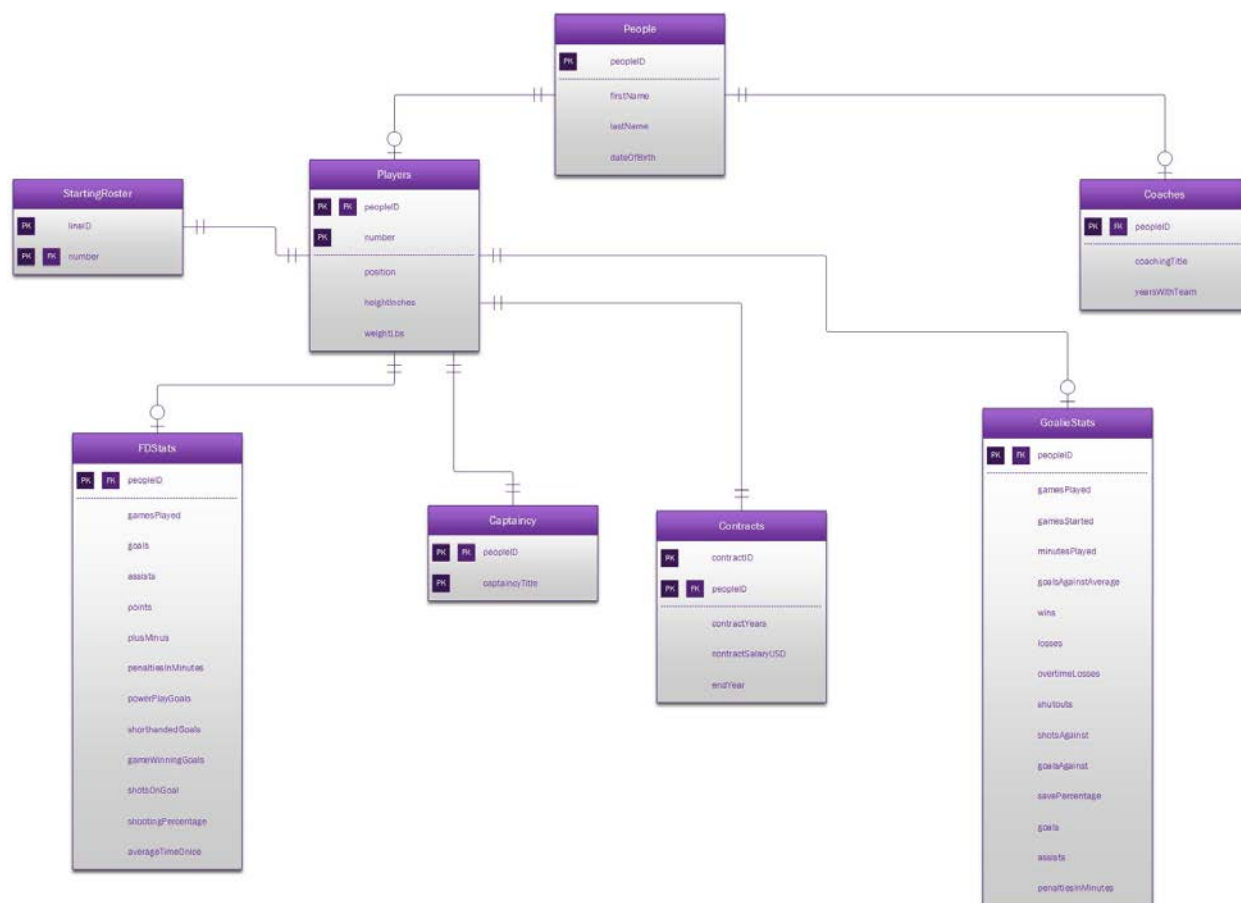 People
PK peopleID
firstName
lastName
dateOfBirth
Players
PK FK peopleID
PK number
position
heightInches
weightLbs
StartingRoster
PK lineID
PK FK number
Coaches
PK FK peopleID
coachingTitle
yearsWithTeam
FDStats
PK FK peopleID
gamesPlayed
goals
assists
points
plusMinus
penaltiesInMinutes
powerPlayGoals
shorthandedGoals
gameWinningGoals
shotsOnGoal
shootingPercentage
averageTimeOnIce
Captaincy
PK FK peopleID
PK captaincyTitle
Contracts
PK contractID
PK FK peopleID
contractYears
contractSalaryUSD
endYear
GoalieStats
PK FK peopleID
gamesPlayed
gamesStarted
minutesPlayed
goalsAgainstAverage
wins
losses
overtimeLosses
shutouts
shotsAgainst
goalsAgainst
savePercentage
goals
assists
penaltiesInMinutes